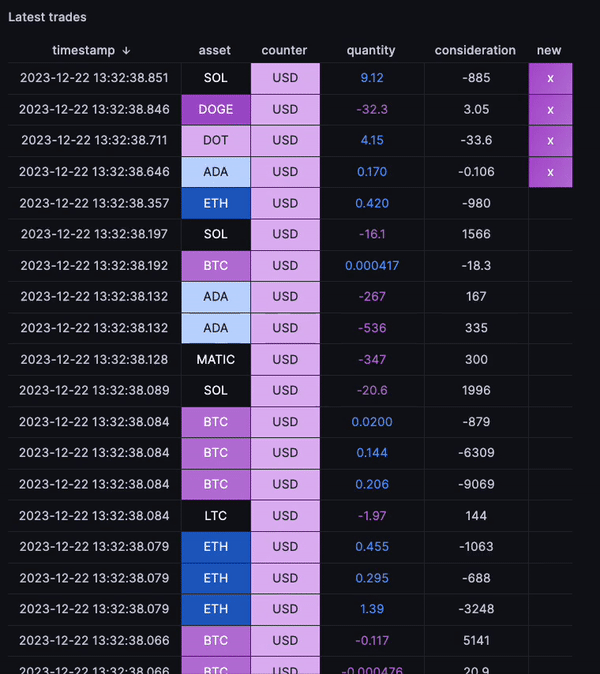 Latest trades
timestamp ↓ asset counter quantity consideration new
2023-12-22 13:32:38.851 SOL USD 9.12 -885 x
2023-12-22 13:32:38.846 DOGE USD -32.3 3.05 x
2023-12-22 13:32:38.711 DOT USD 4.15 -33.6 x
2023-12-22 13:32:38.646 ADA USD 0.170 -0.106 x
2023-12-22 13:32:38.357 ETH USD 0.420 -980
2023-12-22 13:32:38.197 SOL USD -16.1 1566
2023-12-22 13:32:38.192 BTC USD 0.000417 -18.3
2023-12-22 13:32:38.132 ADA USD -267 167
2023-12-22 13:32:38.132 ADA USD -536 335
2023-12-22 13:32:38.128 MATIC USD -347 300
2023-12-22 13:32:38.089 SOL USD -20.6 1996
2023-12-22 13:32:38.084 BTC USD 0.0200 -879
2023-12-22 13:32:38.084 BTC USD 0.144 -6309
2023-12-22 13:32:38.084 BTC USD 0.206 -9069
2023-12-22 13:32:38.084 LTC USD -1.97 144
2023-12-22 13:32:38.079 ETH USD 0.455 -1063
2023-12-22 13:32:38.079 ETH USD 0.295 -688
2023-12-22 13:32:38.079 ETH USD 1.39 -3248
2023-12-22 13:32:38.066 BTC USD -0.117 5141
2023-12-22 13:32:38.066 BTC USD -0.000476 20.9